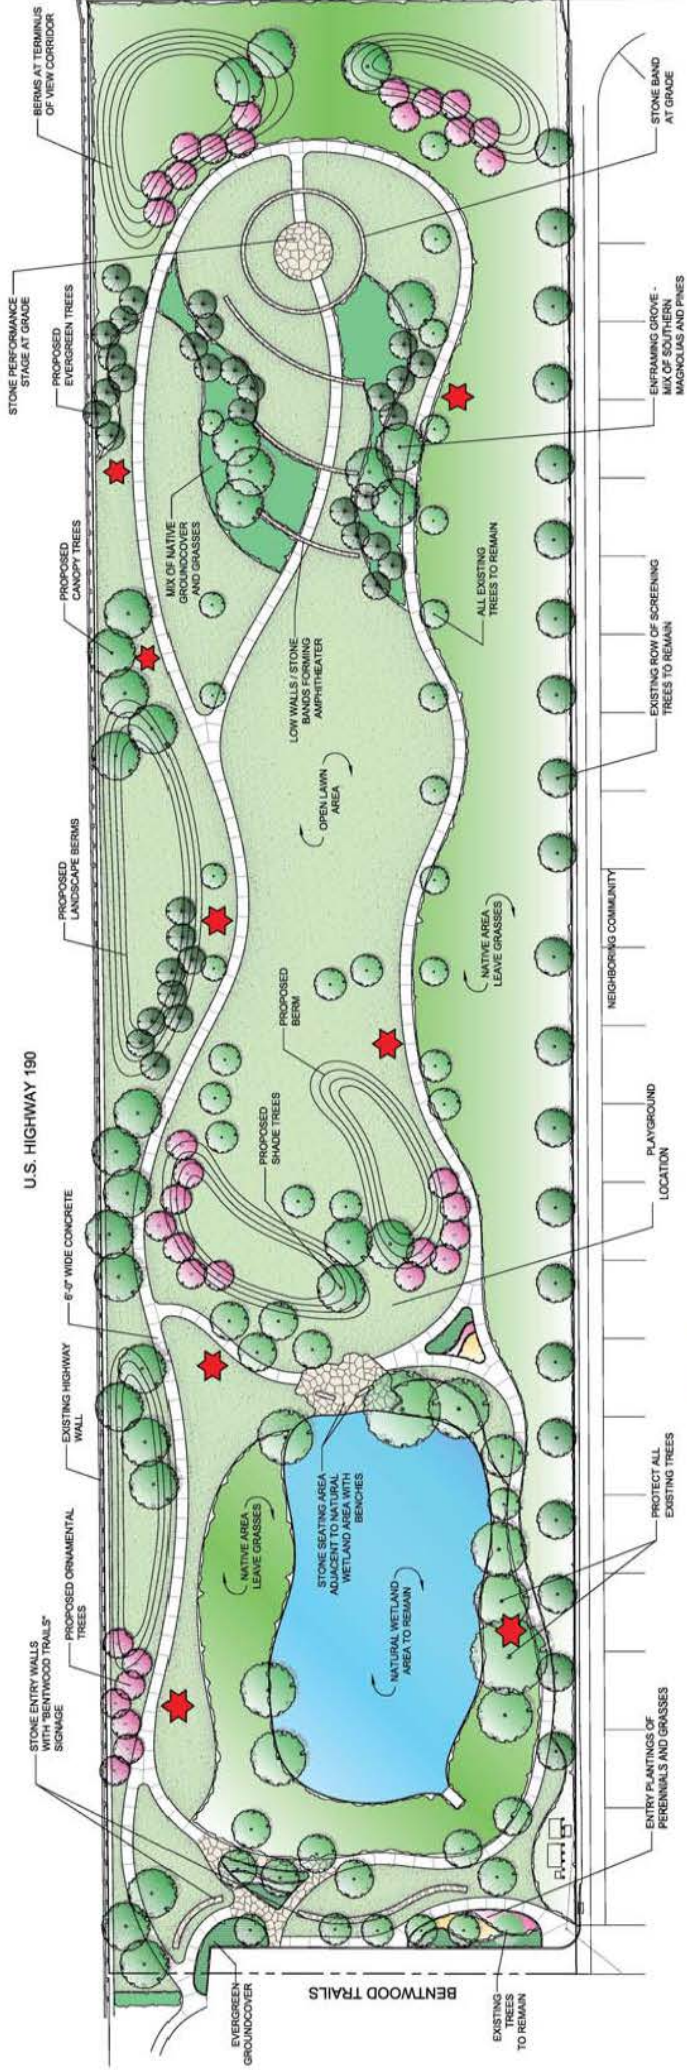 U.S. HIGHWAY 190
STONE ENTRY WALLS
WITH "BENTWOOD TRAILS"
SIGNAGE
PROPOSED ORNAMENTAL
TREES
EXISTING HIGHWAY
WALL
6'-0" WIDE CONCRETE
PROPOSED
LANDSCAPE BERMS
PROPOSED
CANOPY TREES
PROPOSED
EVERGREEN TREES
STONE PERFORMANCE
STAGE AT GRADE
BERMS AT TERMINUS
OF VIEW CORRIDOR
NATIVE AREA
LEAVE GRASSES
STONE SEATING AREA
ADJACENT TO NATURAL
WETLAND AREA WITH
BENCHES
NATURAL WETLAND
AREA TO REMAIN
PROPOSED
SHADE TREES
PROPOSED
BERM
OPEN LAWN
AREA
LOW WALLS / STONE
BANDS FORMING
AMPHITHEATER
MIX OF NATIVE
GROUNDCOVER
AND GRASSES
NATIVE AREA
LEAVE GRASSES
ALL EXISTING
TREES TO REMAIN
BENTWOOD TRAILS
EVERGREEN
GROUNDCOVER
EXISTING
TREES
TO REMAIN
ENTRY PLANTINGS OF
PERENNIALS AND GRASSES
PROTECT ALL
EXISTING TREES
PLAYGROUND
LOCATION
NEIGHBORING COMMUNITY
EXISTING ROW OF SCREENING
TREES TO REMAIN
ENFRAMING GROVE -
MIX OF SOUTHERN
MAGNOLIAS AND PINES
STONE BAND
AT GRADE